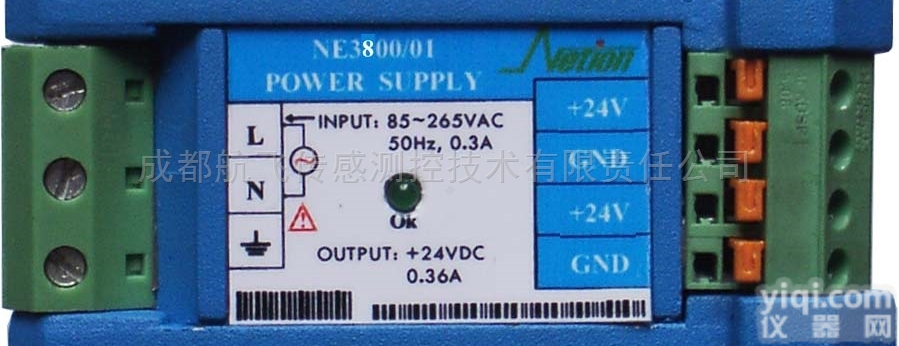 NE3800/01
POWER SUPPLY
Netion
L
N
INPUT: 85~265VAC
50Hz, 0.3A
Ok
OUTPUT: +24VDC
0.36A
+24V
GND
+24V
GND
成都航飞传感测控技术有限责任公司
yiqi.com
仪器网